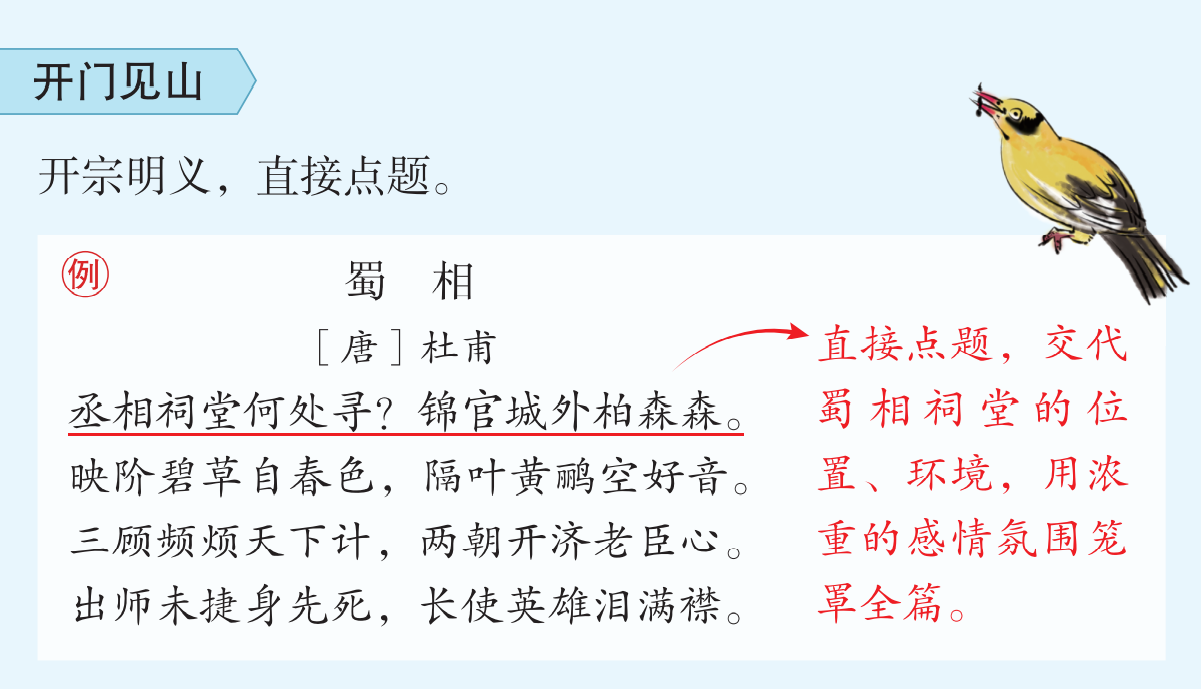 开门见山
开宗明义，直接点题。
例
蜀 相
［唐］杜甫
丞相祠堂何处寻？锦官城外柏森森。
映阶碧草自春色，隔叶黄鹂空好音。
三顾频烦天下计，两朝开济老臣心。
出师未捷身先死，长使英雄泪满襟。
直接点题，交代
蜀相祠堂的位
置、环境，用浓
重的感情氛围笼
罩全篇。